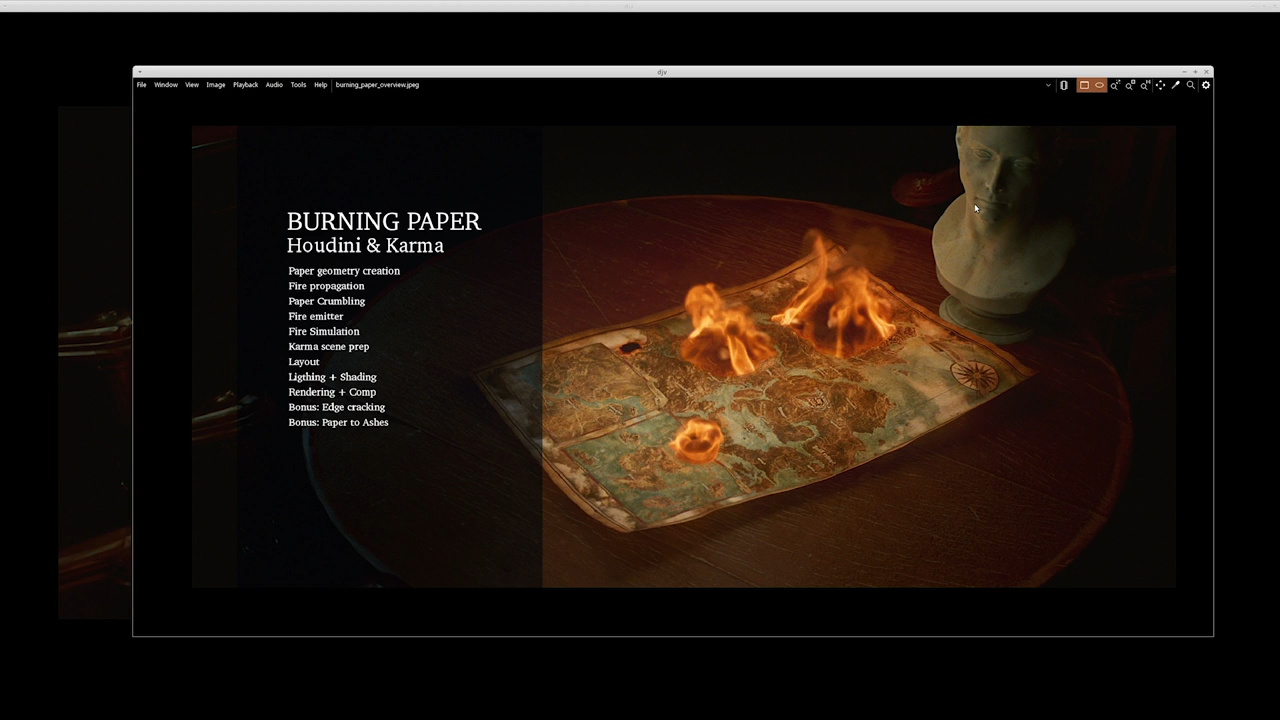 djv
File Window View Image Playback Audio Tools Help burning_paper_overview.jpeg
BURNING PAPER
Houdini & Karma
Paper geometry creation
Fire propagation
Paper Crumbling
Fire emitter
Fire Simulation
Karma scene prep
Layout
Ligthing + Shading
Rendering + Comp
Bonus: Edge cracking
Bonus: Paper to Ashes